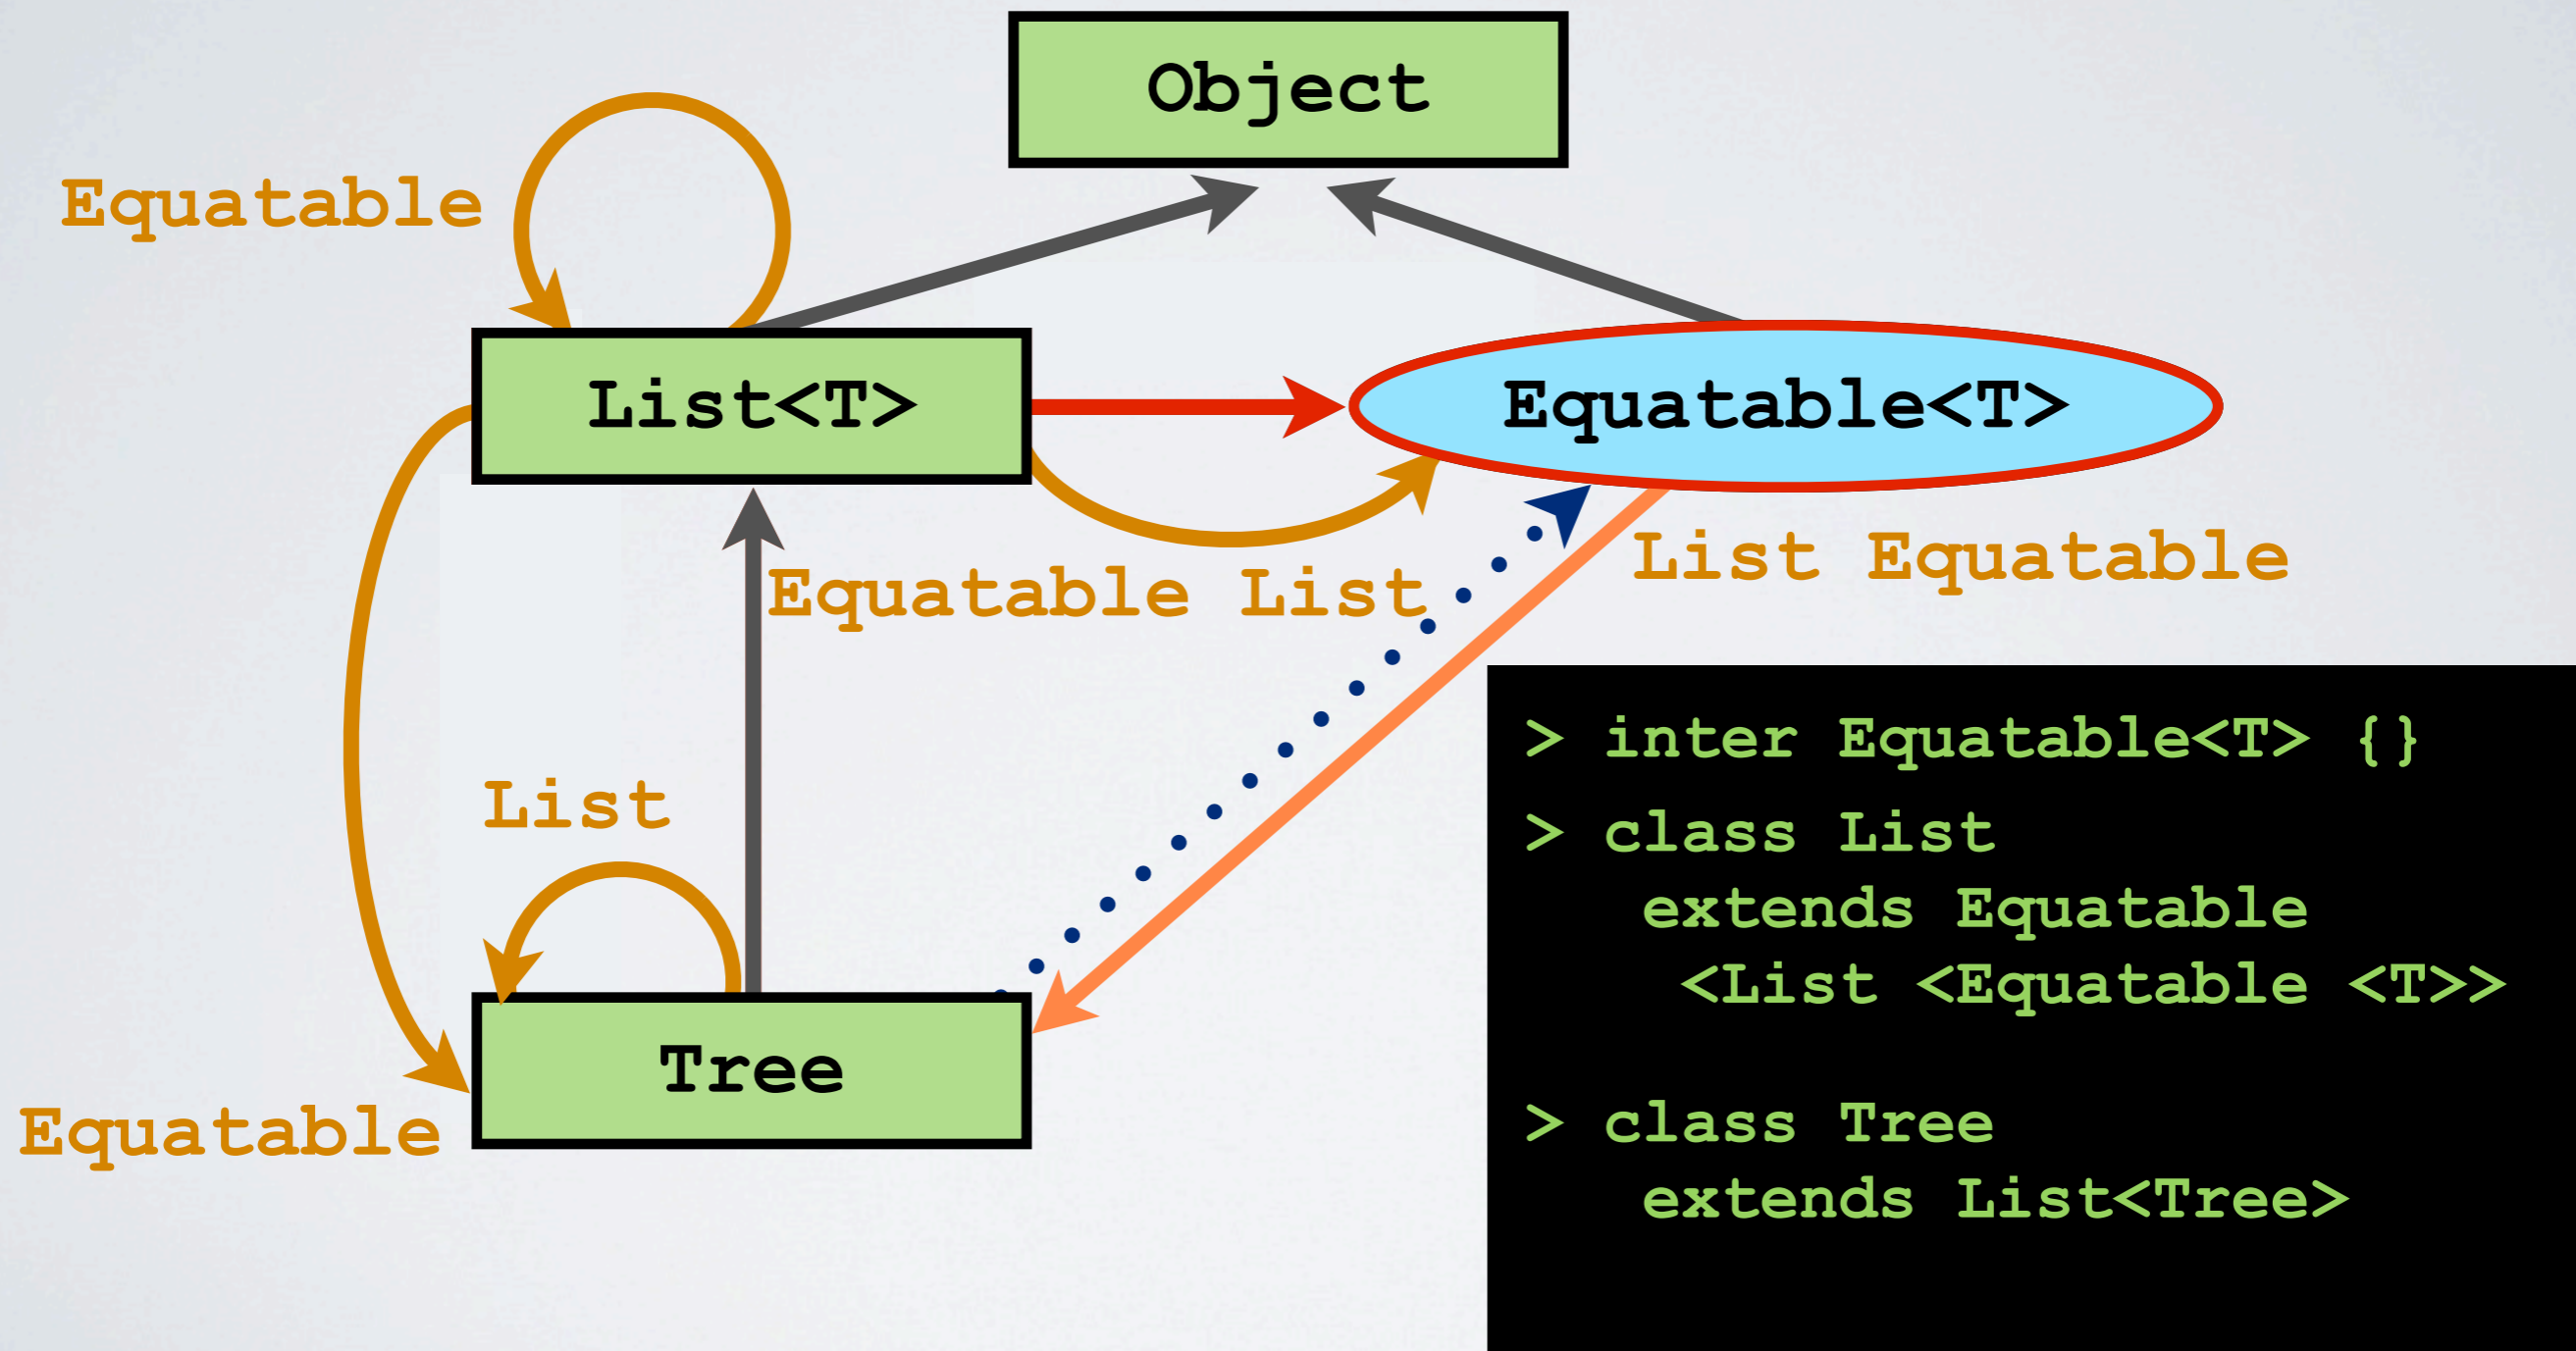 Object
Equatable
List<T>
Equatable<T>
List Equatable
Equatable List
List
Tree
Equatable
> inter Equatable<T> {}
> class List
extends Equatable
<List <Equatable <T>>
> class Tree
extends List<Tree>